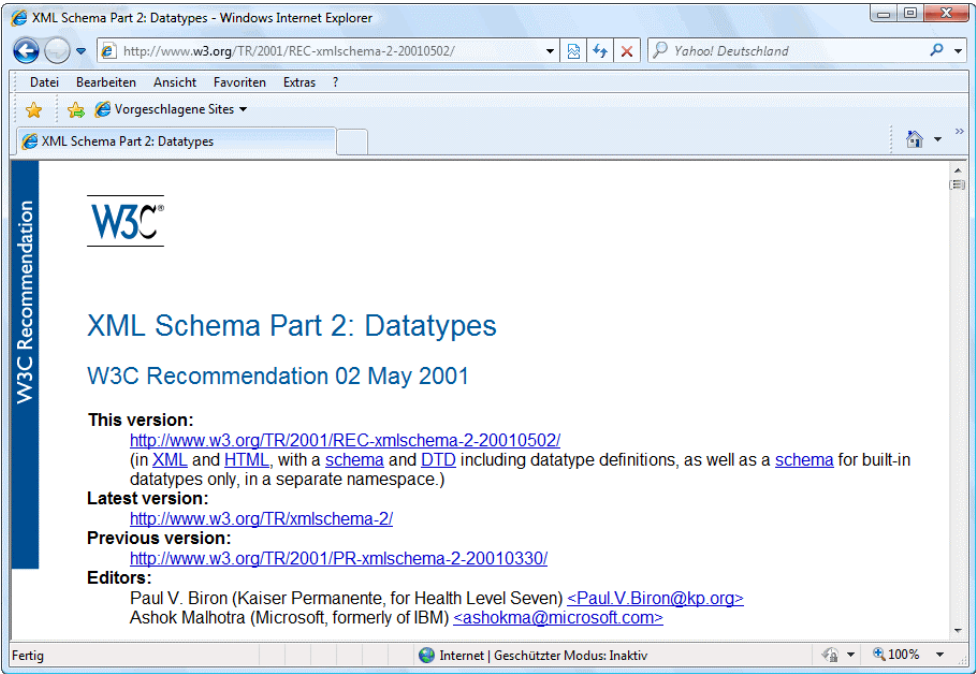 XML Schema Part 2: Datatypes - Windows Internet Explorer
http://www.w3.org/TR/2001/REC-xmlschema-2-20010502/ Yahoo! Deutschland
Datei Bearbeiten Ansicht Favoriten Extras ?
Vorgeschlagene Sites
XML Schema Part 2: Datatypes
W3C Recommendation
W3C®
XML Schema Part 2: Datatypes
W3C Recommendation 02 May 2001
This version:
http://www.w3.org/TR/2001/REC-xmlschema-2-20010502/
(in XML and HTML, with a schema and DTD including datatype definitions, as well as a schema for built-in
datatypes only, in a separate namespace.)
Latest version:
http://www.w3.org/TR/xmlschema-2/
Previous version:
http://www.w3.org/TR/2001/PR-xmlschema-2-20010330/
Editors:
Paul V. Biron (Kaiser Permanente, for Health Level Seven) <Paul.V.Biron@kp.org>
Ashok Malhotra (Microsoft, formerly of IBM) <ashokma@microsoft.com>
Fertig Internet | Geschützter Modus: Inaktiv 100%